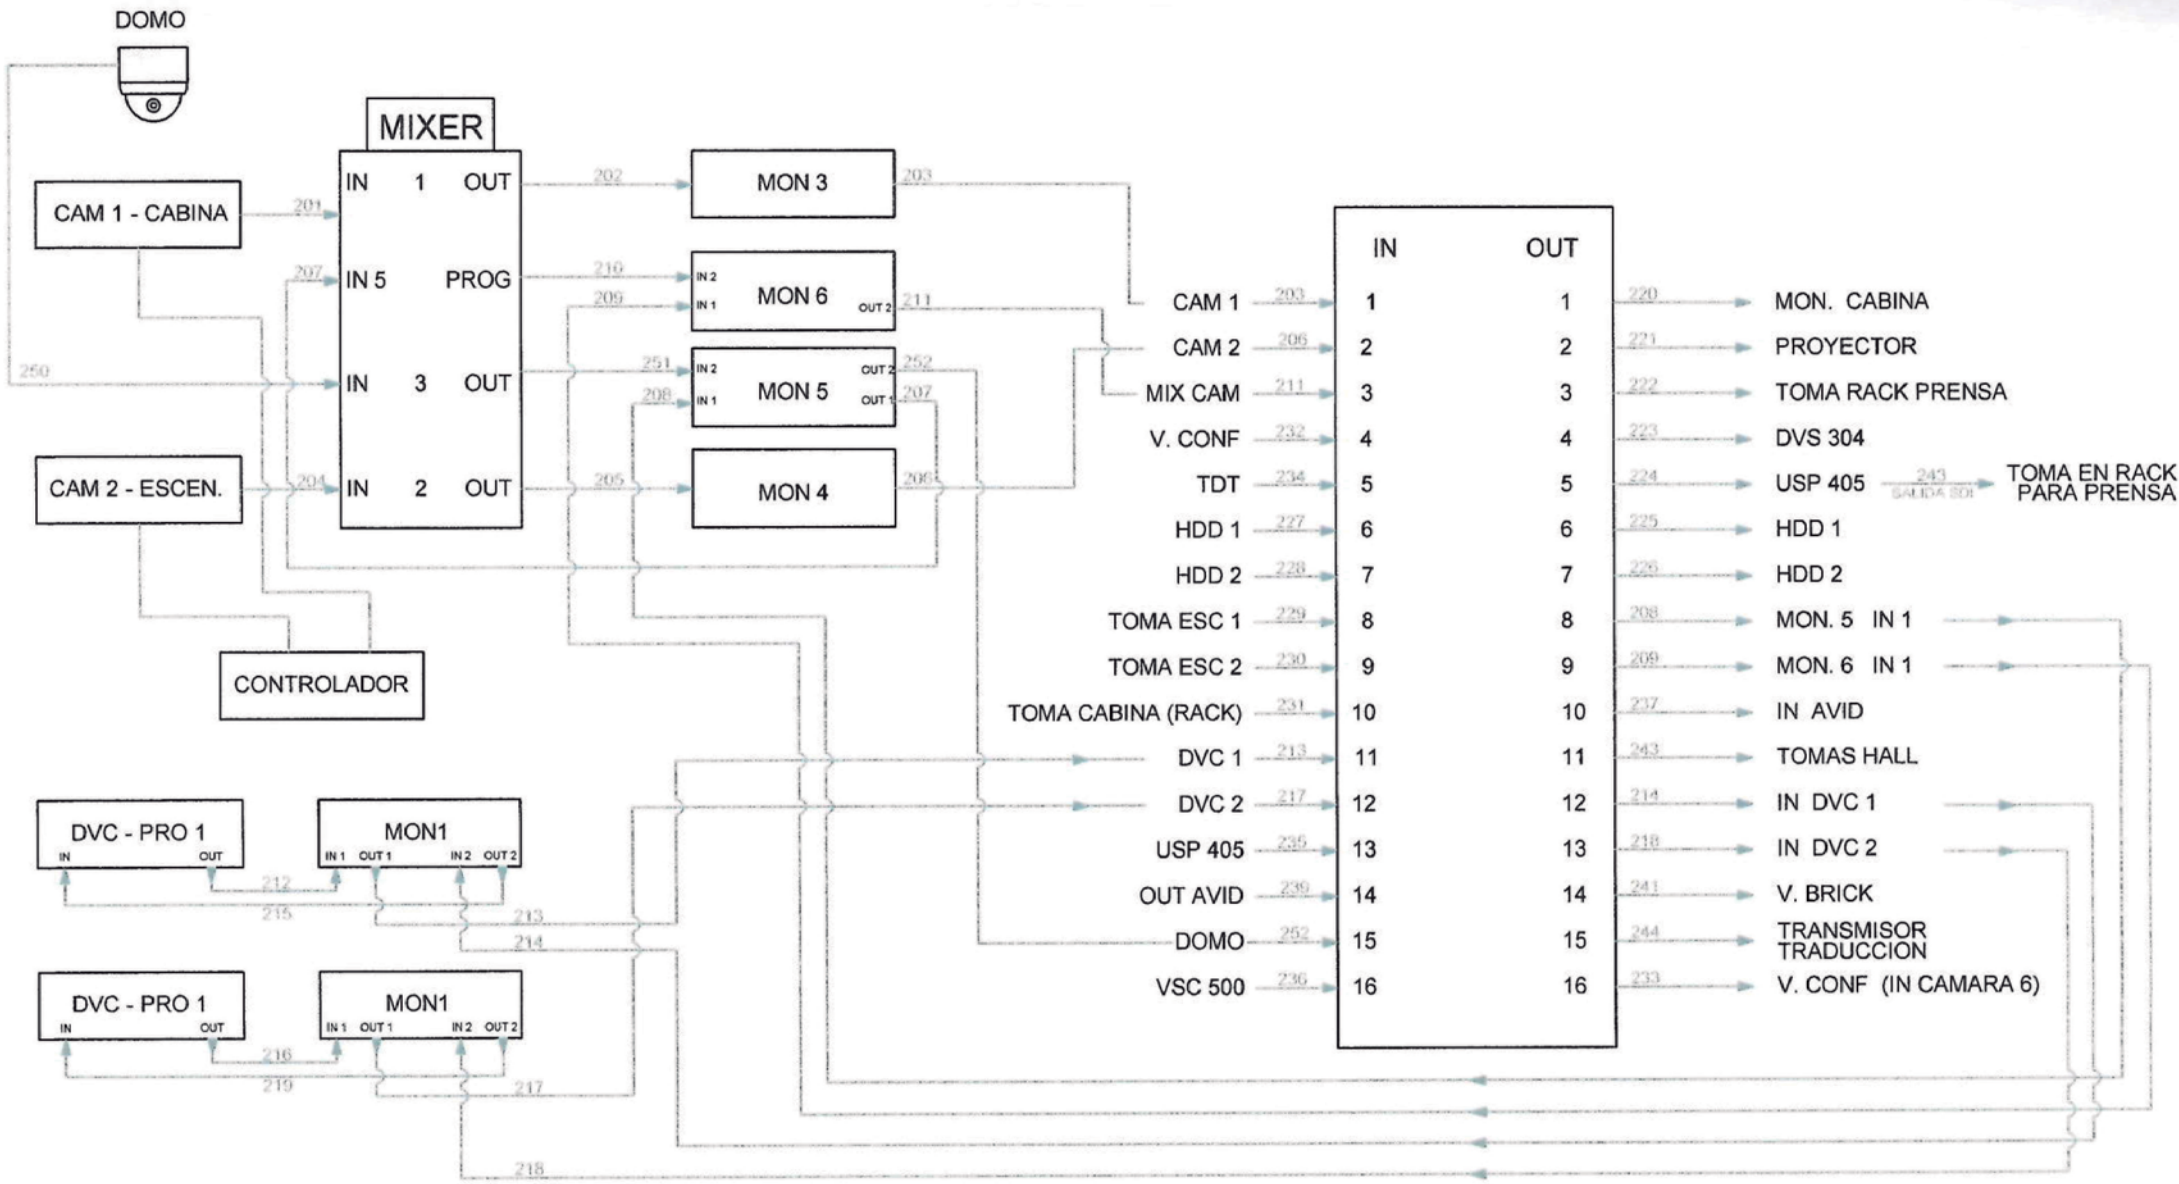 DOMO
MIXER
IN 1 OUT
IN 5 PROG
IN 3 OUT
IN 2 OUT
CAM 1 - CABINA
CAM 2 - ESCEN.
CONTROLADOR
201
207
250
204
202
210
209
251
208
205
MON 3
203
IN 2
IN 1
MON 6
OUT 2
211
IN 2
IN 1
MON 5
OUT 2
OUT 1
252
207
MON 4
206
DVC - PRO 1
IN OUT
MON1
IN 1 OUT 1 IN 2 OUT 2
212
215
213
214
DVC - PRO 1
IN OUT
MON1
IN 1 OUT 1 IN 2 OUT 2
216
219
217
218
IN OUT
CAM 1 203 1 1 220 MON. CABINA
CAM 2 206 2 2 221 PROYECTOR
MIX CAM 211 3 3 222 TOMA RACK PRENSA
V. CONF 232 4 4 223 DVS 304
TDT 234 5 5 224 USP 405 243 TOMA EN RACK
SALIDA SDI PARA PRENSA
HDD 1 227 6 6 225 HDD 1
HDD 2 228 7 7 226 HDD 2
TOMA ESC 1 229 8 8 208 MON. 5 IN 1
TOMA ESC 2 230 9 9 209 MON. 6 IN 1
TOMA CABINA (RACK) 231 10 10 237 IN AVID
DVC 1 213 11 11 243 TOMAS HALL
DVC 2 217 12 12 214 IN DVC 1
USP 405 235 13 13 218 IN DVC 2
OUT AVID 239 14 14 241 V. BRICK
DOMO 252 15 15 244 TRANSMISOR
TRADUCCION
VSC 500 236 16 16 233 V. CONF (IN CAMARA 6)